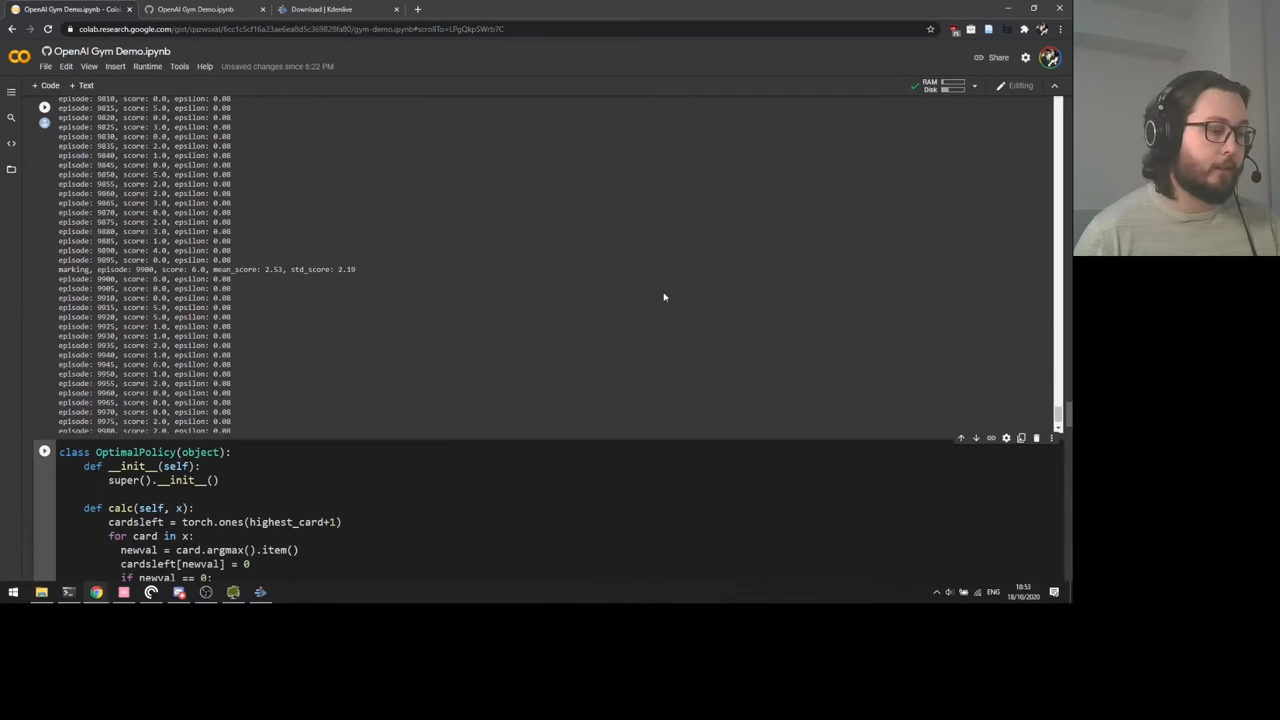 OpenAI Gym Demo.ipynb - Colab
OpenAI Gym Demo.ipynb
Download | Kdenlive
colab.research.google.com/gist/qazwsxal/6cc1c5cf16a23ae6ea8d5c369828fa80/gym-demo.ipynb#scrollTo=LPgQkpSWrb7C
OpenAI Gym Demo.ipynb
Share
File Edit View Insert Runtime Tools Help Unsaved changes since 6:22 PM
+ Code + Text
RAM
Disk
Editing
episode: 9810, score: 0.0, epsilon: 0.08
episode: 9815, score: 5.0, epsilon: 0.08
episode: 9820, score: 0.0, epsilon: 0.08
episode: 9825, score: 3.0, epsilon: 0.08
episode: 9830, score: 0.0, epsilon: 0.08
episode: 9835, score: 2.0, epsilon: 0.08
episode: 9840, score: 1.0, epsilon: 0.08
episode: 9845, score: 0.0, epsilon: 0.08
episode: 9850, score: 5.0, epsilon: 0.08
episode: 9855, score: 2.0, epsilon: 0.08
episode: 9860, score: 2.0, epsilon: 0.08
episode: 9865, score: 3.0, epsilon: 0.08
episode: 9870, score: 0.0, epsilon: 0.08
episode: 9875, score: 2.0, epsilon: 0.08
episode: 9880, score: 3.0, epsilon: 0.08
episode: 9885, score: 1.0, epsilon: 0.08
episode: 9890, score: 4.0, epsilon: 0.08
episode: 9895, score: 0.0, epsilon: 0.08
marking, episode: 9900, score: 6.0, mean_score: 2.53, std_score: 2.19
episode: 9900, score: 6.0, epsilon: 0.08
episode: 9905, score: 0.0, epsilon: 0.08
episode: 9910, score: 0.0, epsilon: 0.08
episode: 9915, score: 5.0, epsilon: 0.08
episode: 9920, score: 5.0, epsilon: 0.08
episode: 9925, score: 1.0, epsilon: 0.08
episode: 9930, score: 1.0, epsilon: 0.08
episode: 9935, score: 2.0, epsilon: 0.08
episode: 9940, score: 1.0, epsilon: 0.08
episode: 9945, score: 6.0, epsilon: 0.08
episode: 9950, score: 1.0, epsilon: 0.08
episode: 9955, score: 2.0, epsilon: 0.08
episode: 9960, score: 0.0, epsilon: 0.08
episode: 9965, score: 0.0, epsilon: 0.08
episode: 9970, score: 0.0, epsilon: 0.08
episode: 9975, score: 2.0, epsilon: 0.08
episode: 9980, score: 2.0, epsilon: 0.08
class OptimalPolicy(object):
def __init__(self):
super().__init__()
def calc(self, x):
cardsleft = torch.ones(highest_card+1)
for card in x:
newval = card.argmax().item()
cardsleft[newval] = 0
if newval == 0:
ENG
18:53
18/10/2020